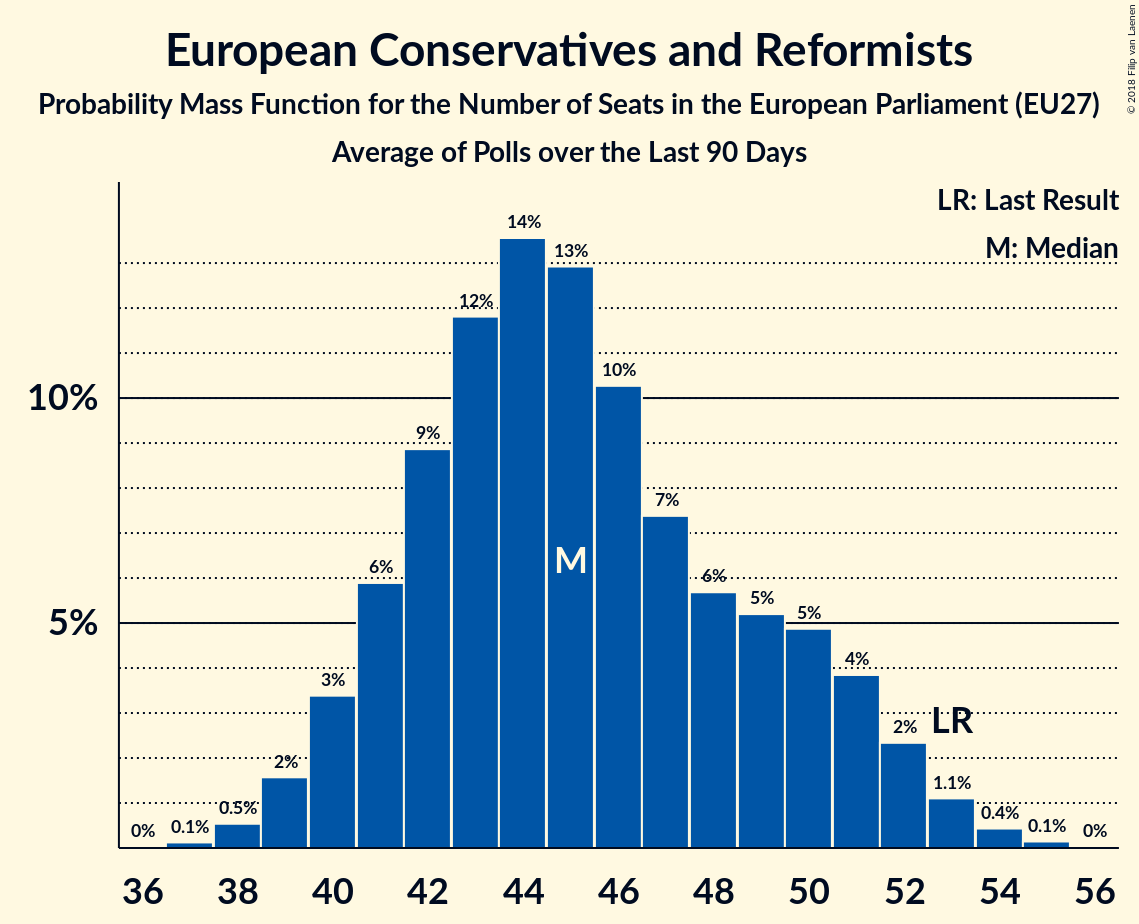 European Conservatives and Reformists
Probability Mass Function for the Number of Seats in the European Parliament (EU27)
Average of Polls over the Last 90 Days
© 2018 Filip van Laenen
LR: Last Result
M: Median
10%
5%
0%
0.1%
0.5%
2%
3%
6%
9%
12%
14%
13%
10%
7%
6%
5%
5%
4%
2%
1.1%
0.4%
0.1%
0%
M
LR
36 38 40 42 44 46 48 50 52 54 56